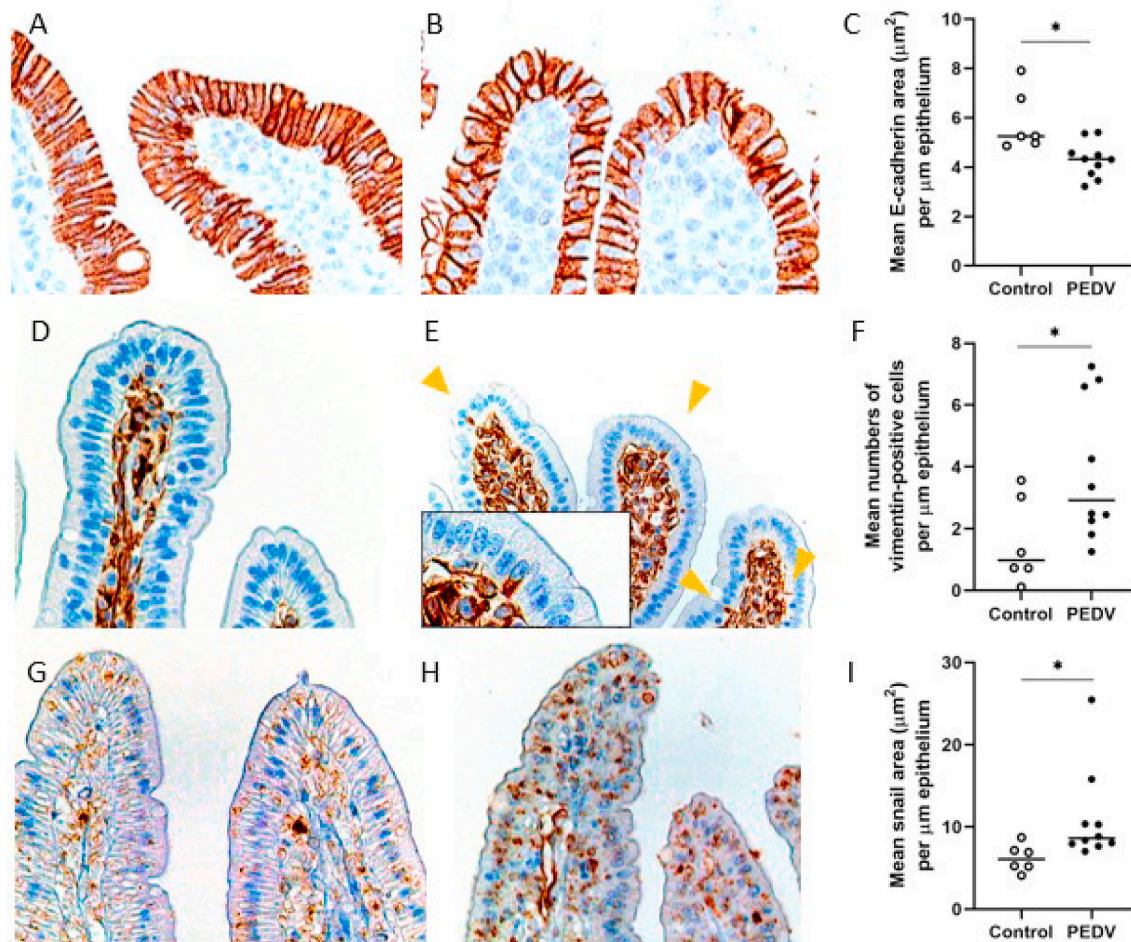 A
B
C
Mean E-cadherin area (μm²)
per μm epithelium
10
8
6
4
2
0
*
Control PEDV
D
E
F
Mean numbers of
vimentin-positive cells
per μm epithelium
8
6
4
2
0
*
Control PEDV
G
H
I
Mean snail area (μm²)
per μm epithelium
30
20
10
0
*
Control PEDV